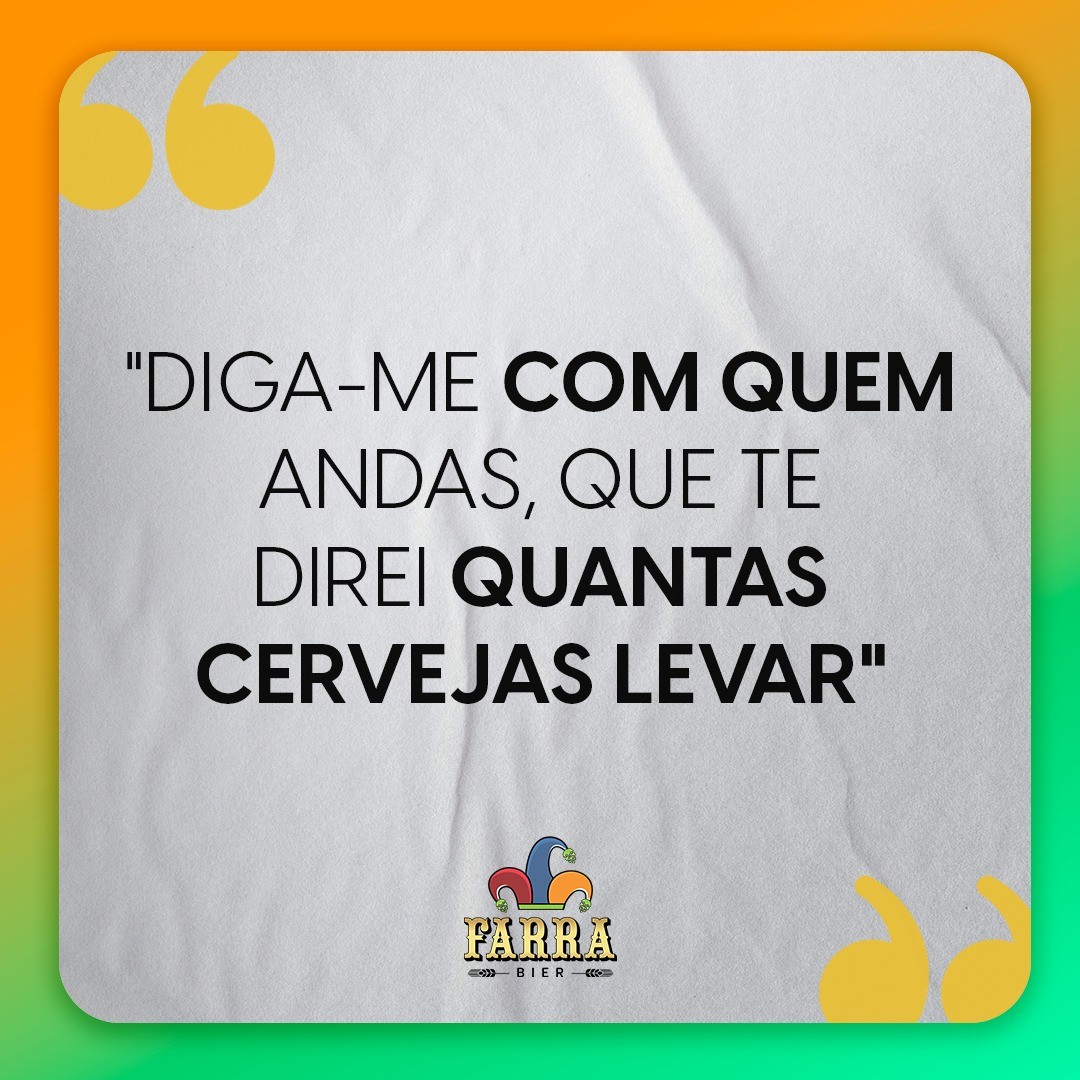 "DIGA-ME COM QUEM
ANDAS, QUE TE
DIREI QUANTAS
CERVEJAS LEVAR"
FARRA
BIER